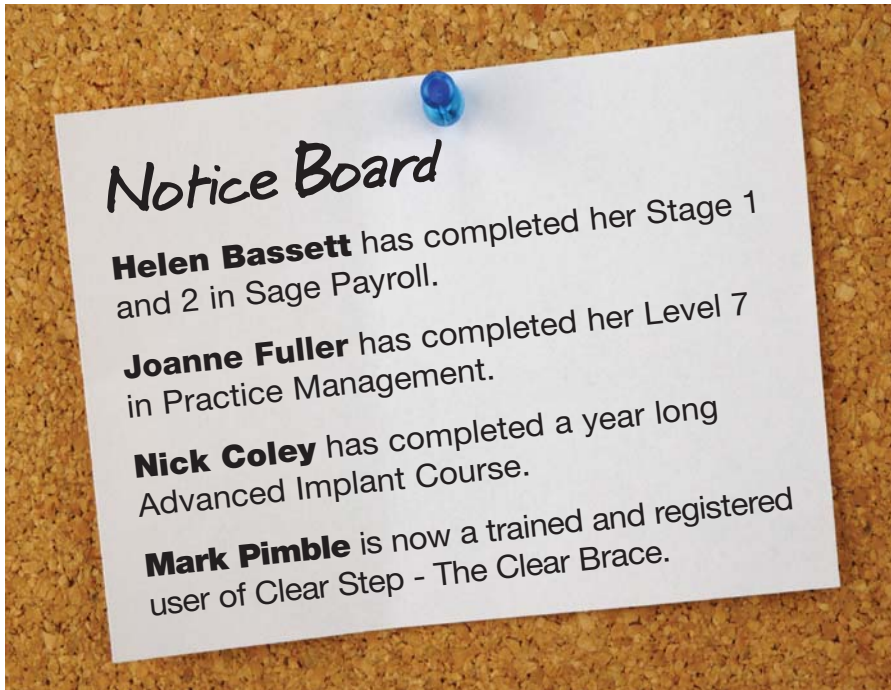 Notice Board
Helen Bassett has completed her Stage 1
and 2 in Sage Payroll.
Joanne Fuller has completed her Level 7
in Practice Management.
Nick Coley has completed a year long
Advanced Implant Course.
Mark Pimble is now a trained and registered
user of Clear Step - The Clear Brace.